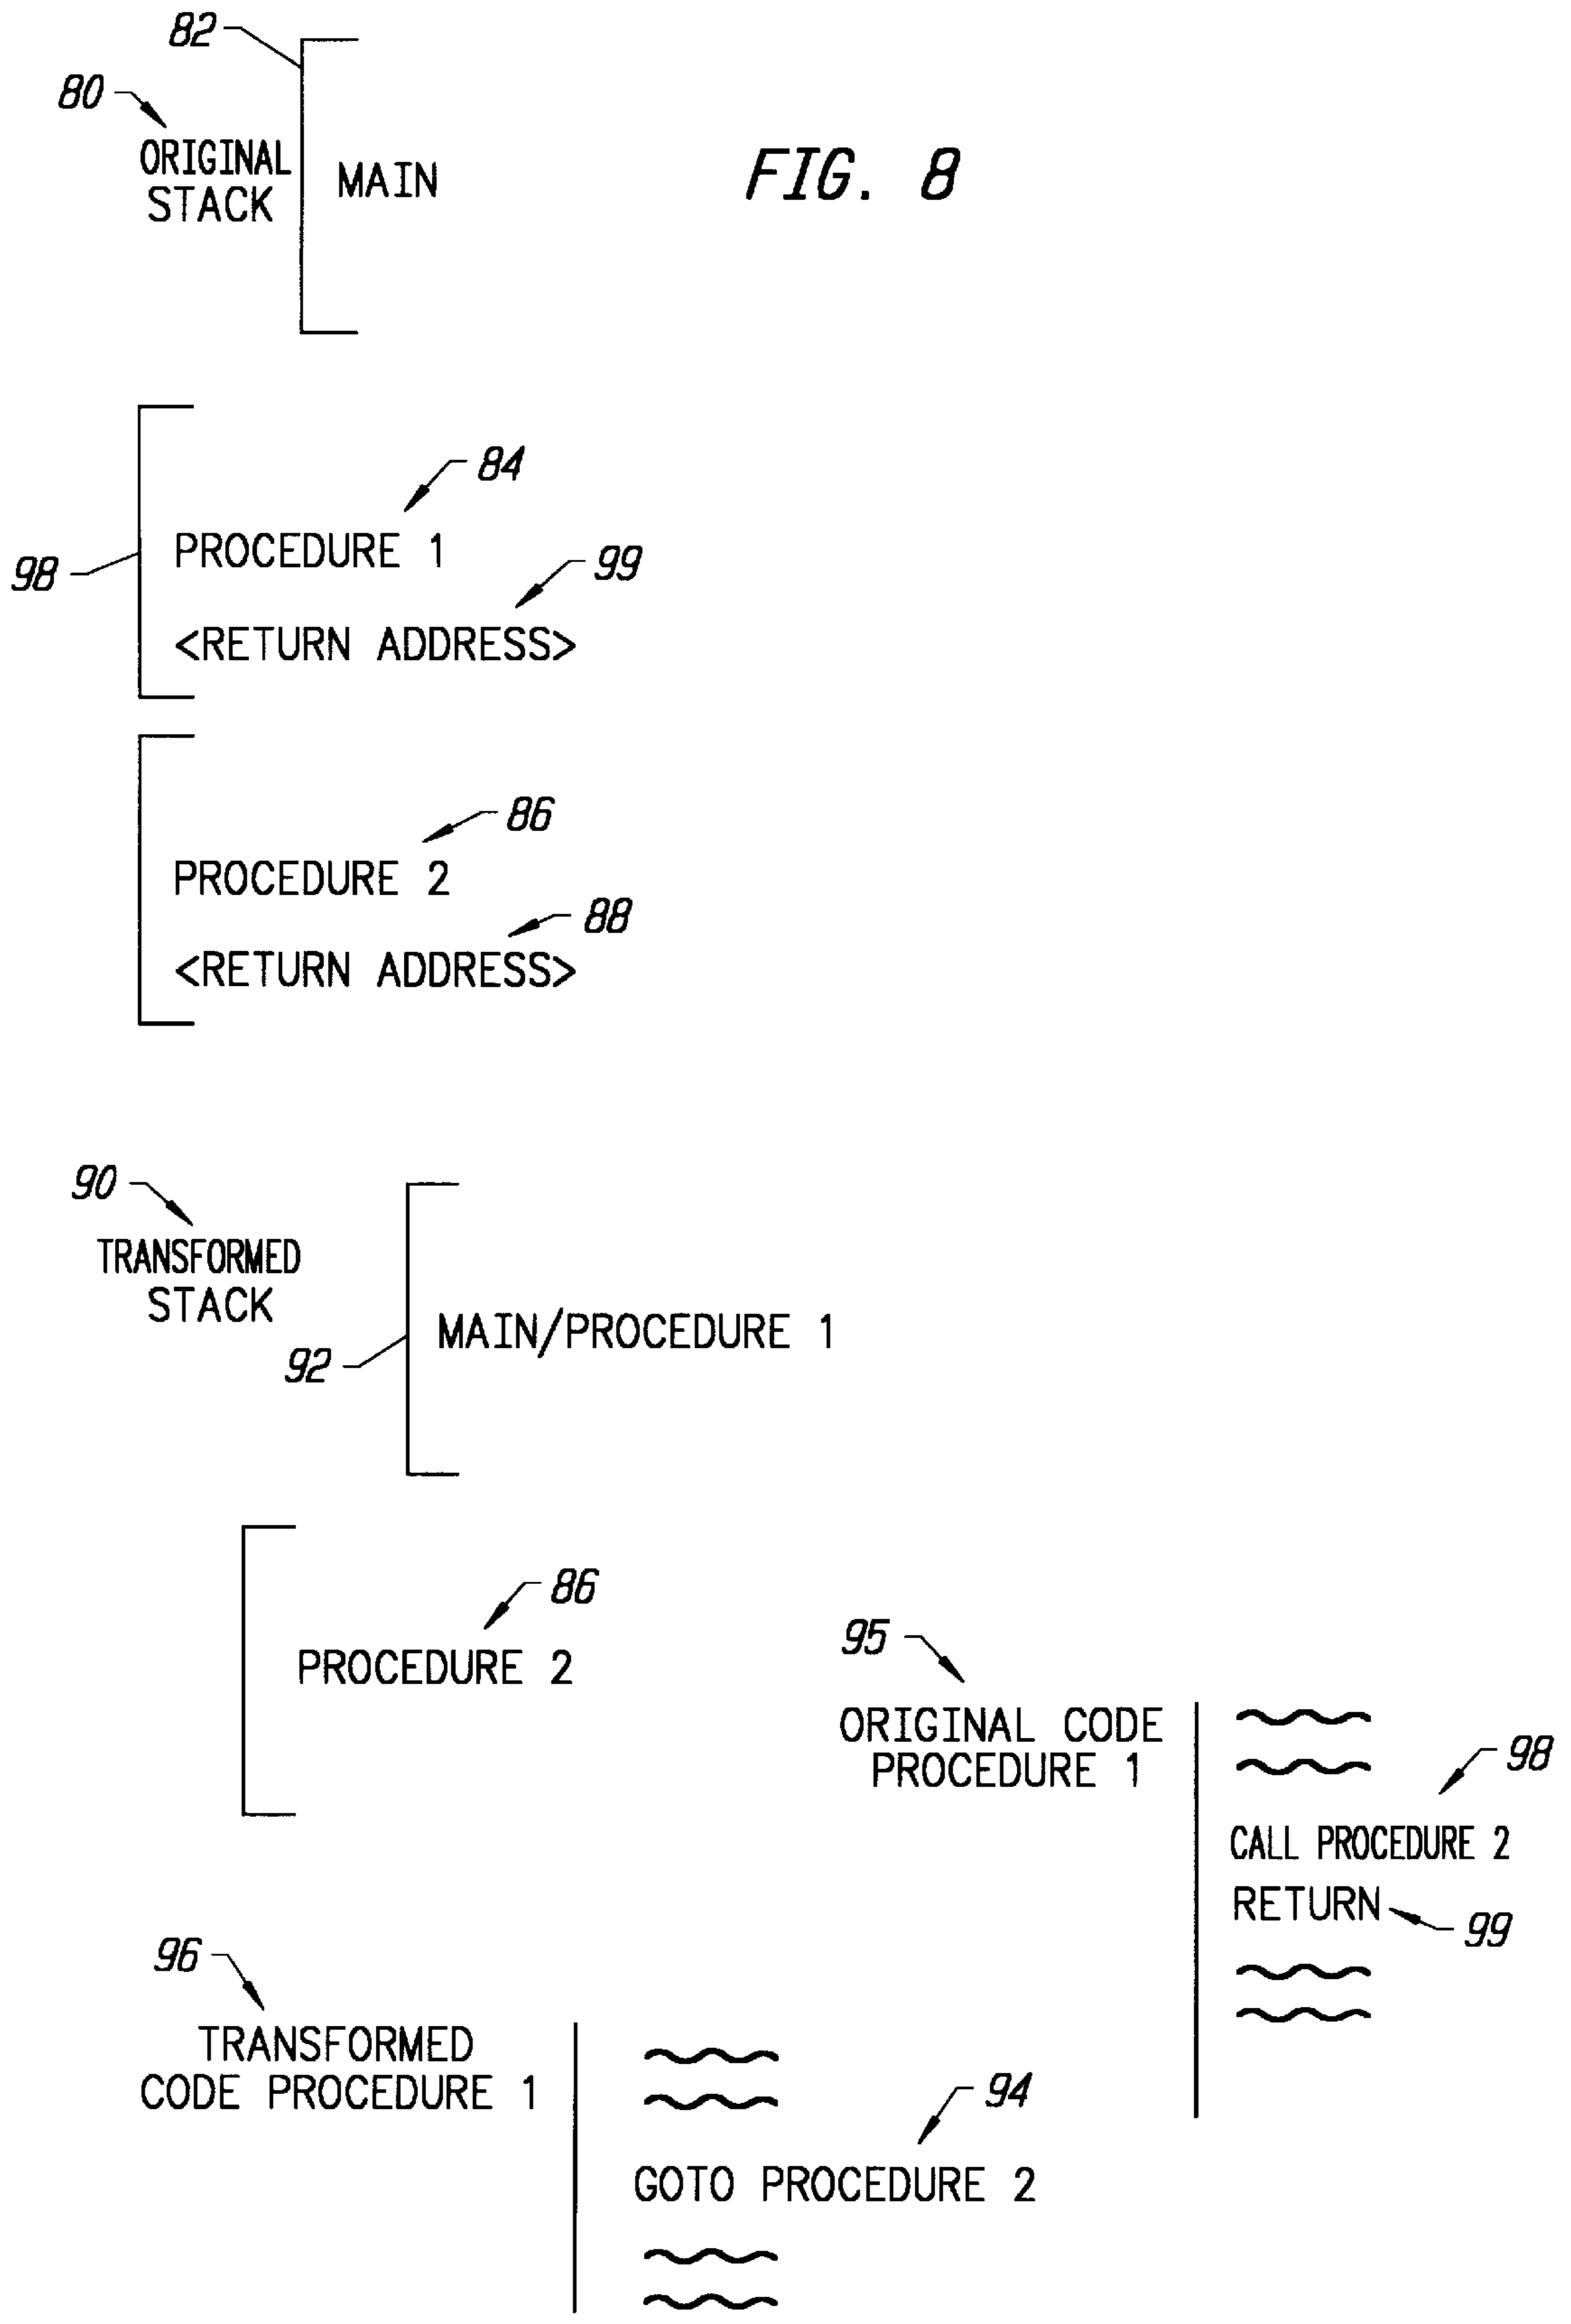 82
80
ORIGINAL
STACK
MAIN
FIG. 8
84
PROCEDURE 1
98
99
<RETURN ADDRESS>
86
PROCEDURE 2
88
<RETURN ADDRESS>
90
TRANSFORMED
STACK
MAIN/PROCEDURE 1
92
86
PROCEDURE 2
95
ORIGINAL CODE
PROCEDURE 1
98
CALL PROCEDURE 2
RETURN
99
96
TRANSFORMED
CODE PROCEDURE 1
94
GOTO PROCEDURE 2